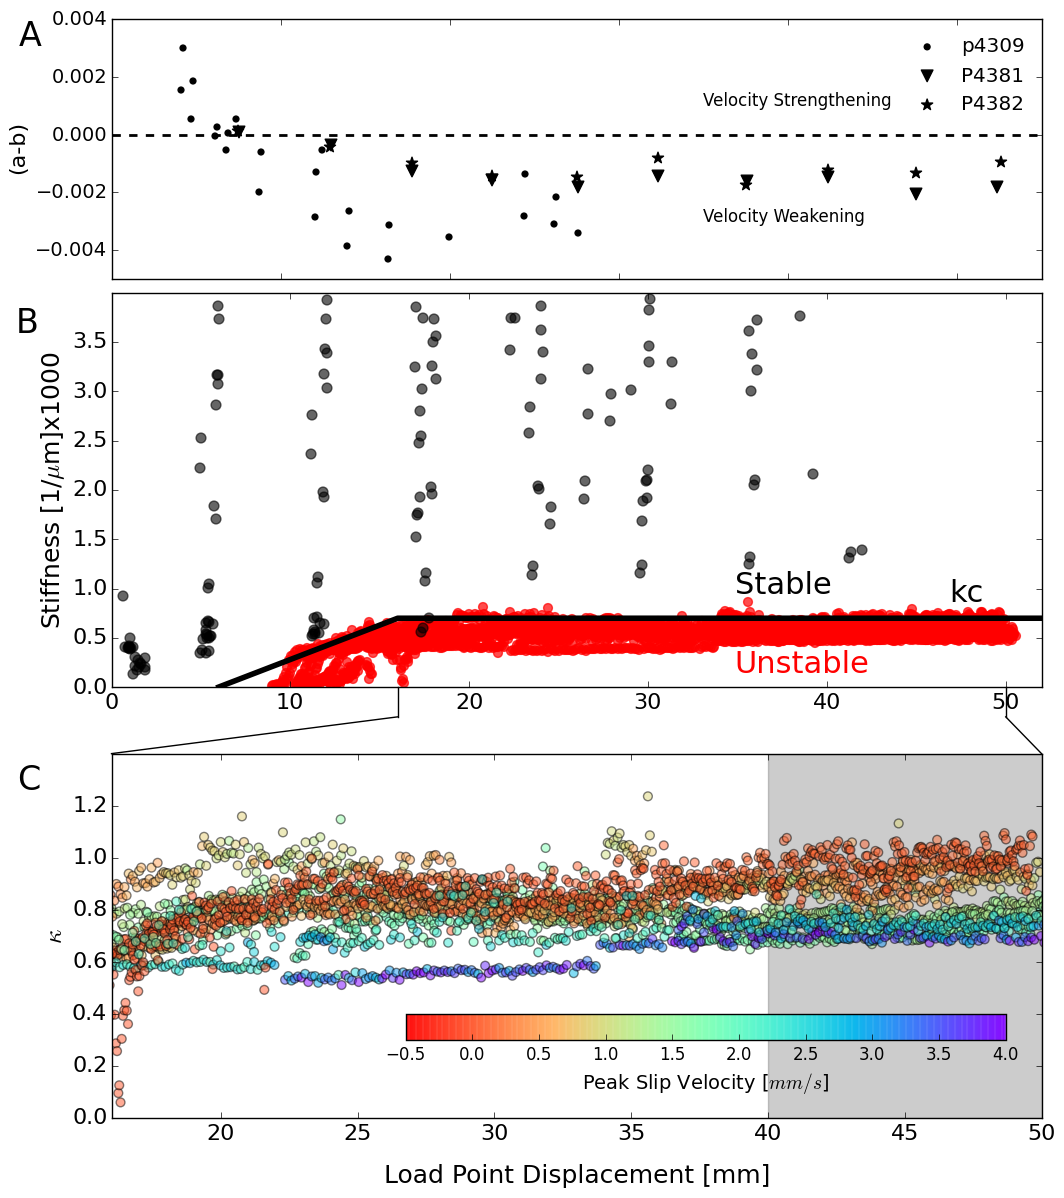 A
0.004
0.002
0.000
−0.002
−0.004
(a-b)
p4309
P4381
P4382
Velocity Strengthening
Velocity Weakening
B
3.5
3.0
2.5
2.0
1.5
1.0
0.5
0.0
Stiffness [1/μm]x1000
Stable
kc
Unstable
0 10 20 30 40 50
C
1.2
1.0
0.8
0.6
0.4
0.2
0.0
κ
−0.5 0.0 0.5 1.0 1.5 2.0 2.5 3.0 3.5 4.0
Peak Slip Velocity [mm/s]
20 25 30 35 40 45 50
Load Point Displacement [mm]